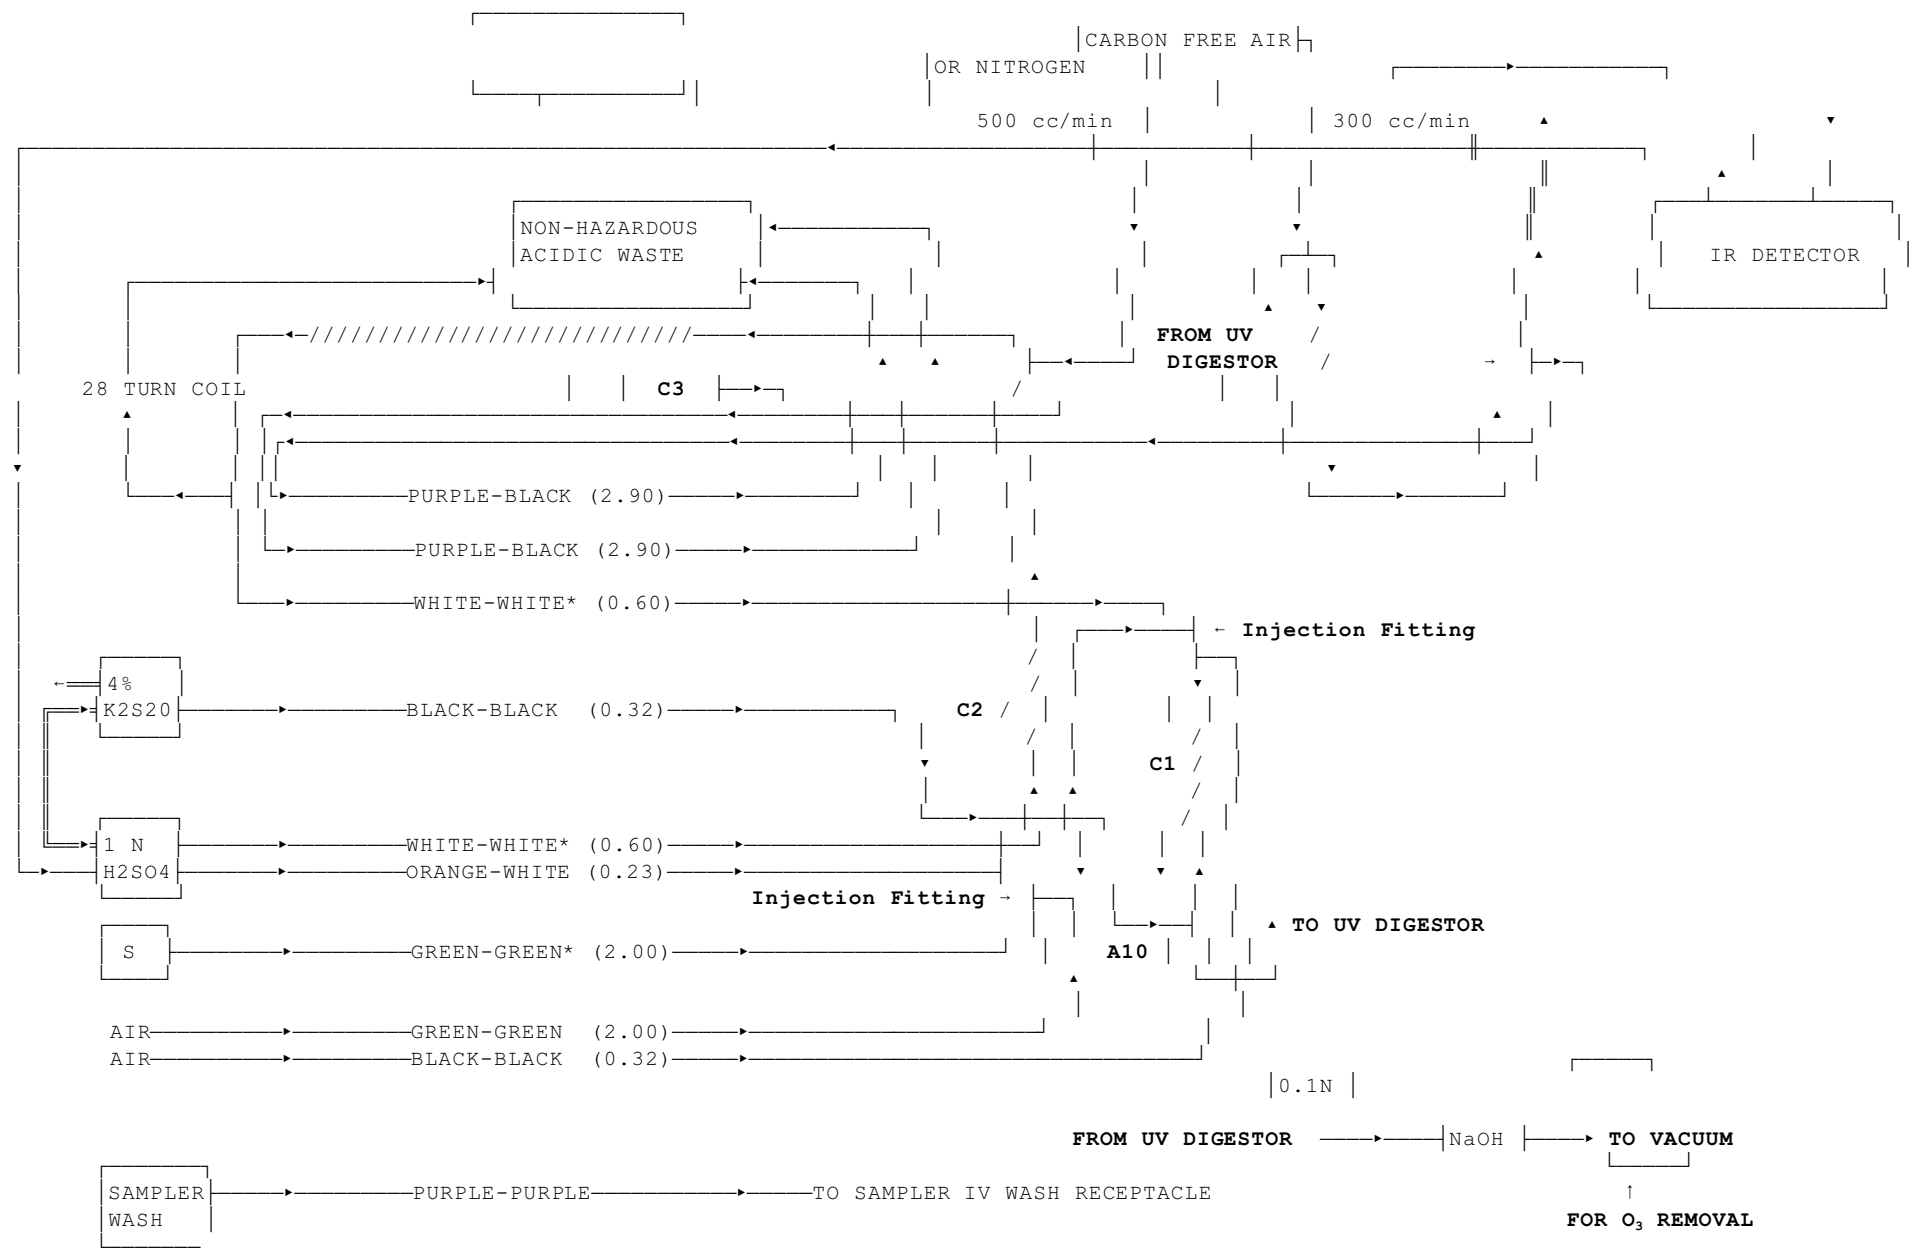 CARBON FREE AIR
OR NITROGEN
500 cc/min 300 cc/min
NON-HAZARDOUS
ACIDIC WASTE IR DETECTOR
FROM UV
DIGESTOR →
28 TURN COIL C3
PURPLE-BLACK (2.90)
PURPLE-BLACK (2.90)
WHITE-WHITE* (0.60)
← Injection Fitting
4%
K2S20 BLACK-BLACK (0.32) C2
C1
1 N WHITE-WHITE* (0.60)
H2SO4 ORANGE-WHITE (0.23)
Injection Fitting →
TO UV DIGESTOR
S GREEN-GREEN* (2.00) A10
AIR GREEN-GREEN (2.00)
AIR BLACK-BLACK (0.32)
0.1N
FROM UV DIGESTOR NaOH TO VACUUM
SAMPLER PURPLE-PURPLE TO SAMPLER IV WASH RECEPTACLE ↑
WASH FOR O₃ REMOVAL